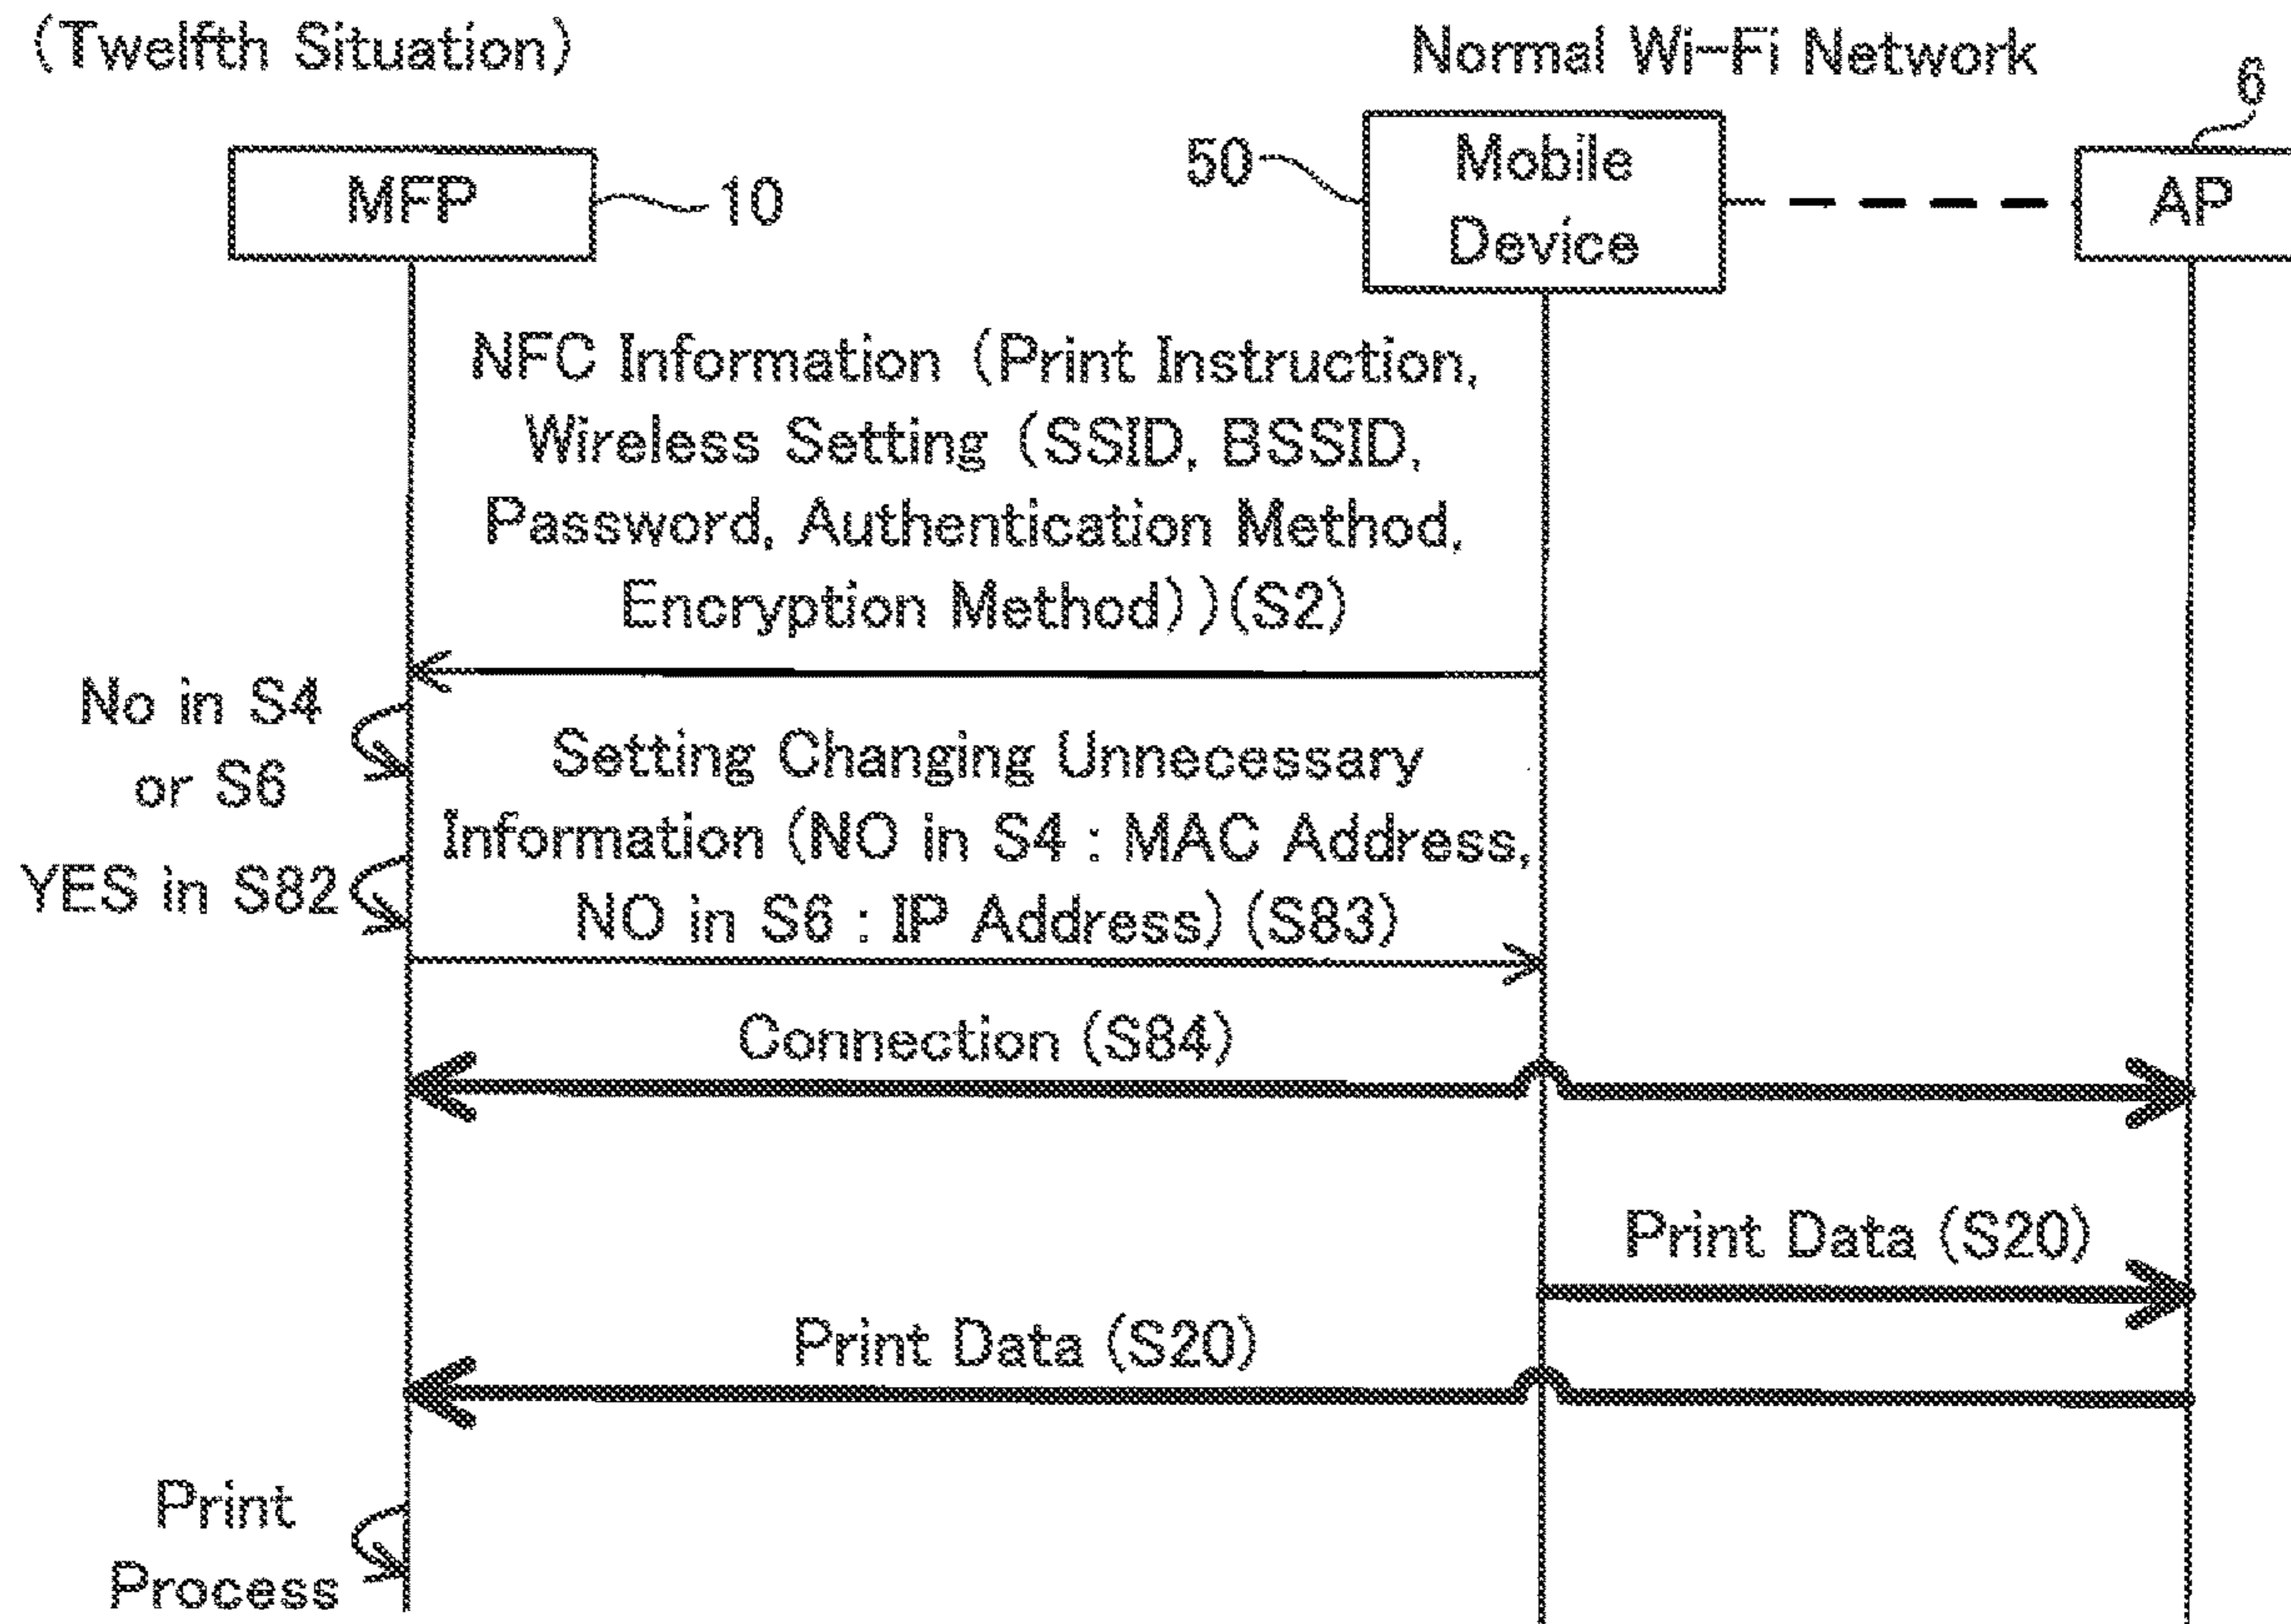 (Twelfth Situation)
Normal Wi-Fi Network
6
50
Mobile
Device
MFP
10
AP
NFC Information (Print Instruction,
Wireless Setting (SSID, BSSID,
Password, Authentication Method,
Encryption Method))(S2)
No in S4
or S6
Setting Changing Unnecessary
Information (NO in S4 : MAC Address,
NO in S6 : IP Address) (S83)
YES in S82
Connection (S84)
Print Data (S20)
Print Data (S20)
Print
Process